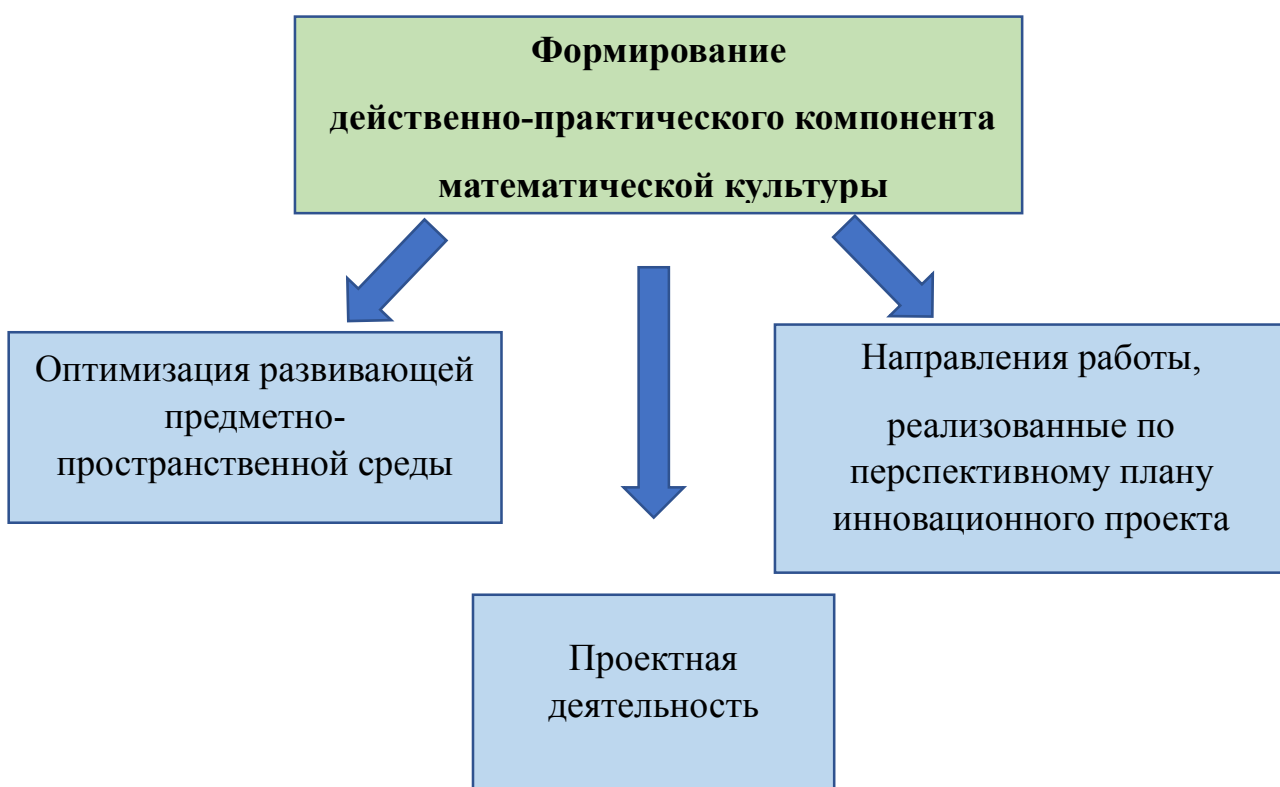 Формирование
действенно-практического компонента
математической культуры
Оптимизация развивающей
предметно-
пространственной среды
Направления работы,
реализованные по
перспективному плану
инновационного проекта
Проектная
деятельность